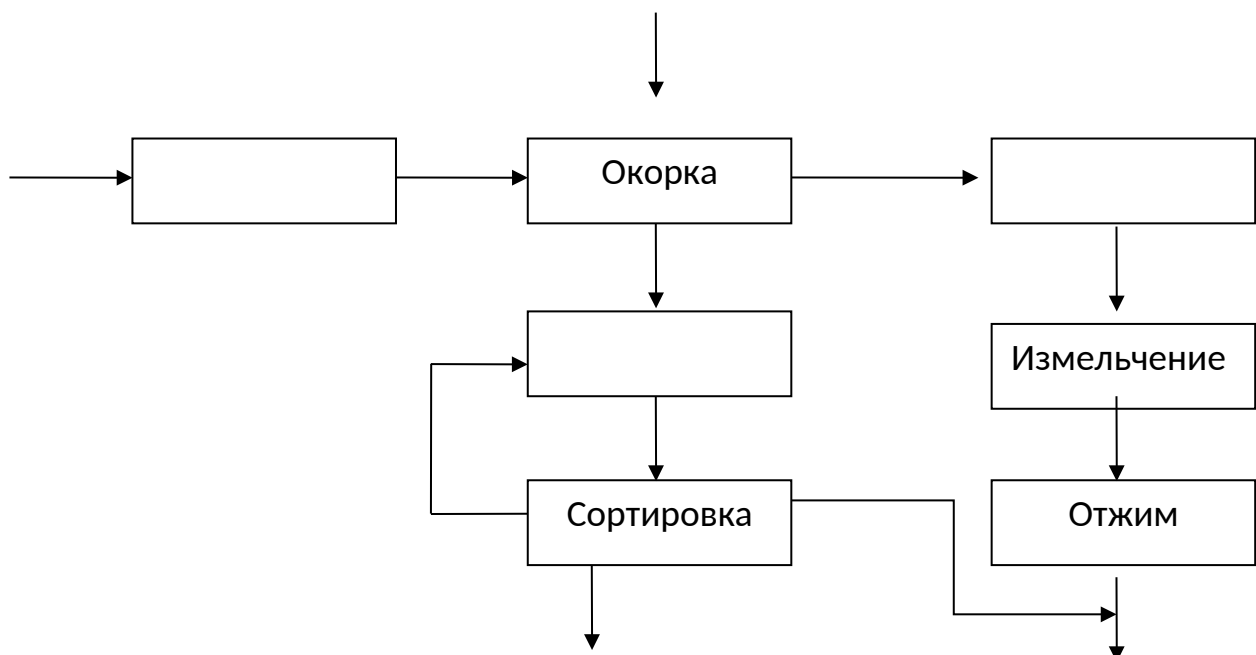 Окорка
Измельчение
Сортировка
Отжим